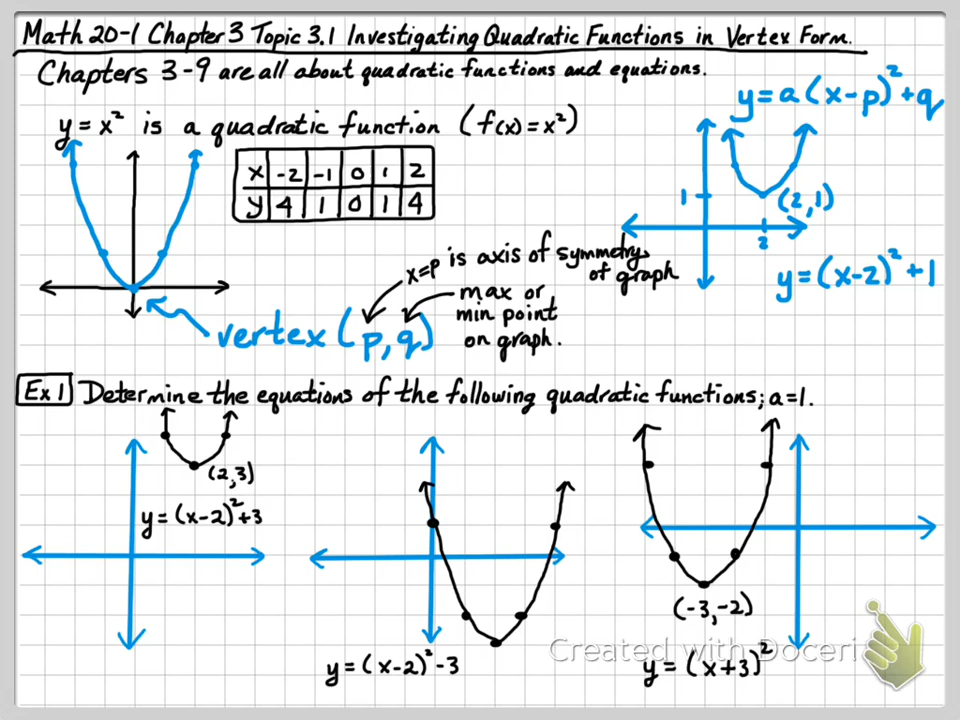 Math 20-1 Chapter 3 Topic 3.1 Investigating Quadratic Functions in Vertex Form.
Chapters 3-9 are all about quadratic functions and equations.
y = a(x-p)² + q
y = x² is a quadratic function (f(x) = x²)
x -2 -1 0 1 2
y 4 1 0 1 4
1
(2,1)
2
y = (x-2)² + 1
x=p is axis of symmetry
of graph
max or
min point
on graph.
vertex (p,q)
Ex 1 Determine the equations of the following quadratic functions; a=1.
(2,3)
y = (x-2)² + 3
(-3,-2)
y = (x-2)² - 3
y = (x+3)²
Created with Doceri